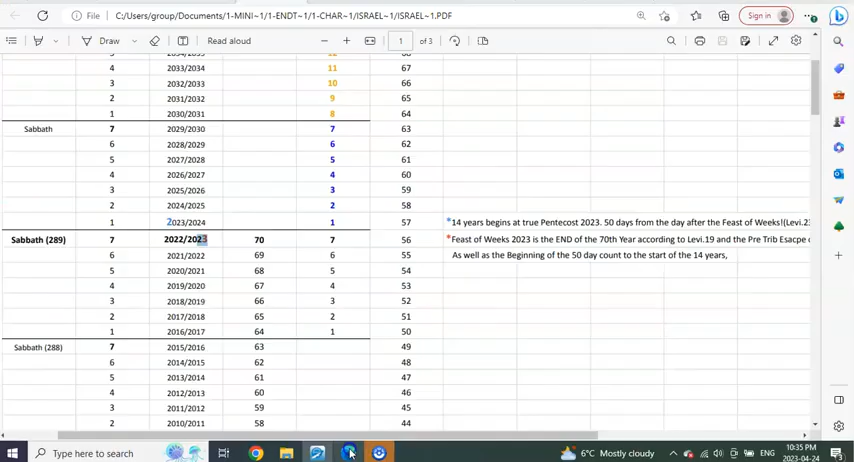 C:/Users/group/Documents/1-MINI~1/1-ENDT~1/1-CHAR~1/ISRAEL~1/ISRAEL~1.PDF
Sign in
Draw
Read aloud
1
of 3
4 2033/2034 11 67
3 2032/2033 10 66
2 2031/2032 9 65
1 2030/2031 8 64
Sabbath 7 2029/2030 7 63
6 2028/2029 6 62
5 2027/2028 5 61
4 2026/2027 4 60
3 2025/2026 3 59
2 2024/2025 2 58
1 2023/2024 1 57 *14 years begins at true Pentecost 2023. 50 days from the day after the Feast of Weeks!(Levi.23
Sabbath (289) 7 2022/2023 70 7 56 *Feast of Weeks 2023 is the END of the 70th Year according to Levi.19 and the Pre Trib Esacpe
6 2021/2022 69 6 55 As well as the Beginning of the 50 day count to the start of the 14 years,
5 2020/2021 68 5 54
4 2019/2020 67 4 53
3 2018/2019 66 3 52
2 2017/2018 65 2 51
1 2016/2017 64 1 50
Sabbath (288) 7 2015/2016 63 49
6 2014/2015 62 48
5 2013/2014 61 47
4 2012/2013 60 46
3 2011/2012 59 45
2 2010/2011 58 44
Type here to search
6°C Mostly cloudy
ENG
10:35 PM
2023-04-24